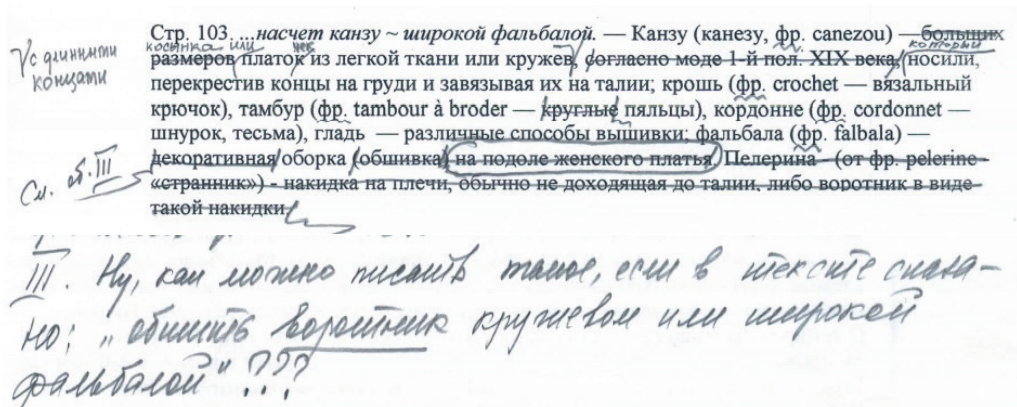 Стр. 103. ...насчет канзу ~ широкой фальбалой. — Канзу (канезу, фр. canezou) — больших
√с длинными концами
косынка или
который
размеров платок из легкой ткани или кружев, согласно моде 1-й пол. XIX века, носили,
перекрестив концы на груди и завязывая их на талии; крошь (фр. crochet — вязальный
крючок), тамбур (фр. tambour à broder — круглые пяльцы), кордонне (фр. cordonnet —
шнурок, тесьма), гладь — различные способы вышивки; фальбала (фр. falbala) —
декоративная оборка (обшивка) на подоле женского платья. Пелерина - (от фр. pelerine -
См. об. III
«странник») - накидка на плечи, обычно не доходящая до талии, либо воротник в виде
такой накидки.
III. Ну, как можно писать такое, если в тексте сказа-
но: „обшить воротник кружевом или широкой
фальбалой" ???